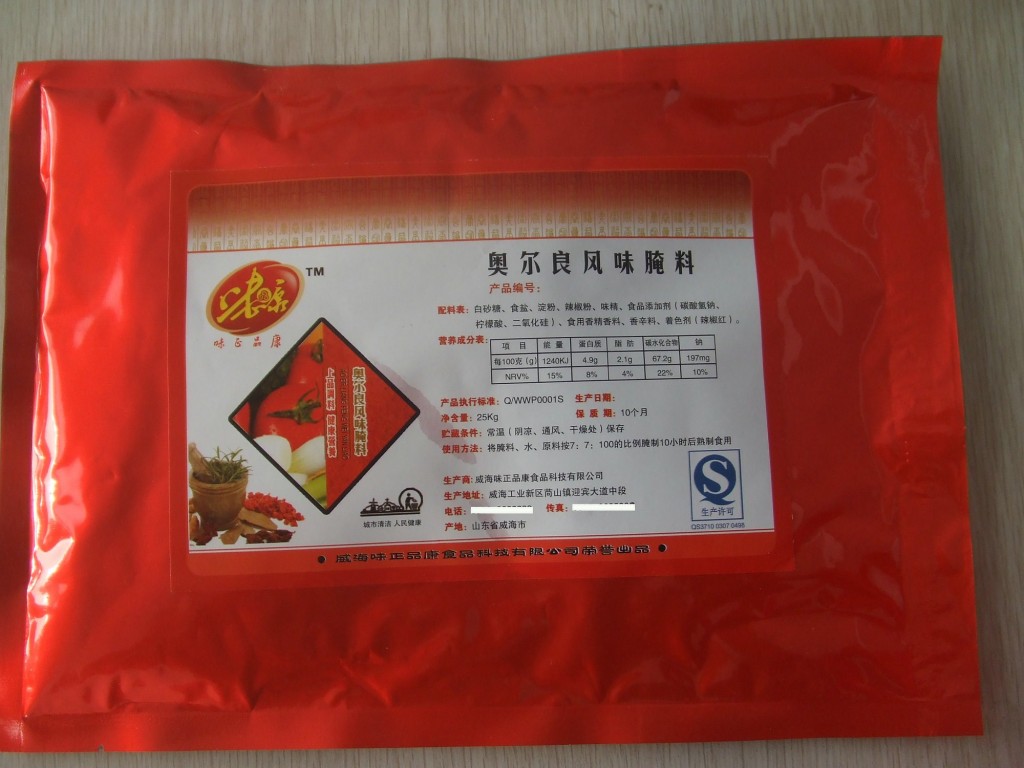 TM
味正品康
奥尔良风味腌料
产品编号：
配料表：白砂糖、食盐、淀粉、辣椒粉、味精、食品添加剂（碳酸氢钠、
柠檬酸、二氧化硅）、食用香精香料、香辛料、着色剂（辣椒红）。
营养成分表：
项 目 能 量 蛋白质 脂 肪 碳水化合物 钠
每100克（g） 1240KJ 4.9g 2.1g 67.2g 197mg
NRV% 15% 8% 4% 22% 10%
奥尔良风味腌料
上品腌料 健康营养
产品执行标准：Q/WWP0001S 生产日期：
净含量：25Kg 保 质 期：10个月
贮藏条件：常温（阴凉、通风、干燥处）保存
使用方法：将腌料、水、原料按7：7：100的比例腌制10小时后熟制食用
生产商：威海味正品康食品科技有限公司
生产地址：威海工业新区苘山镇迎宾大道中段
电话： 传真：
产地：山东省威海市
城市清洁 人民健康
S
生产许可
QS3710 0307 0498
● 威海味正品康食品科技有限公司荣誉出品 ●